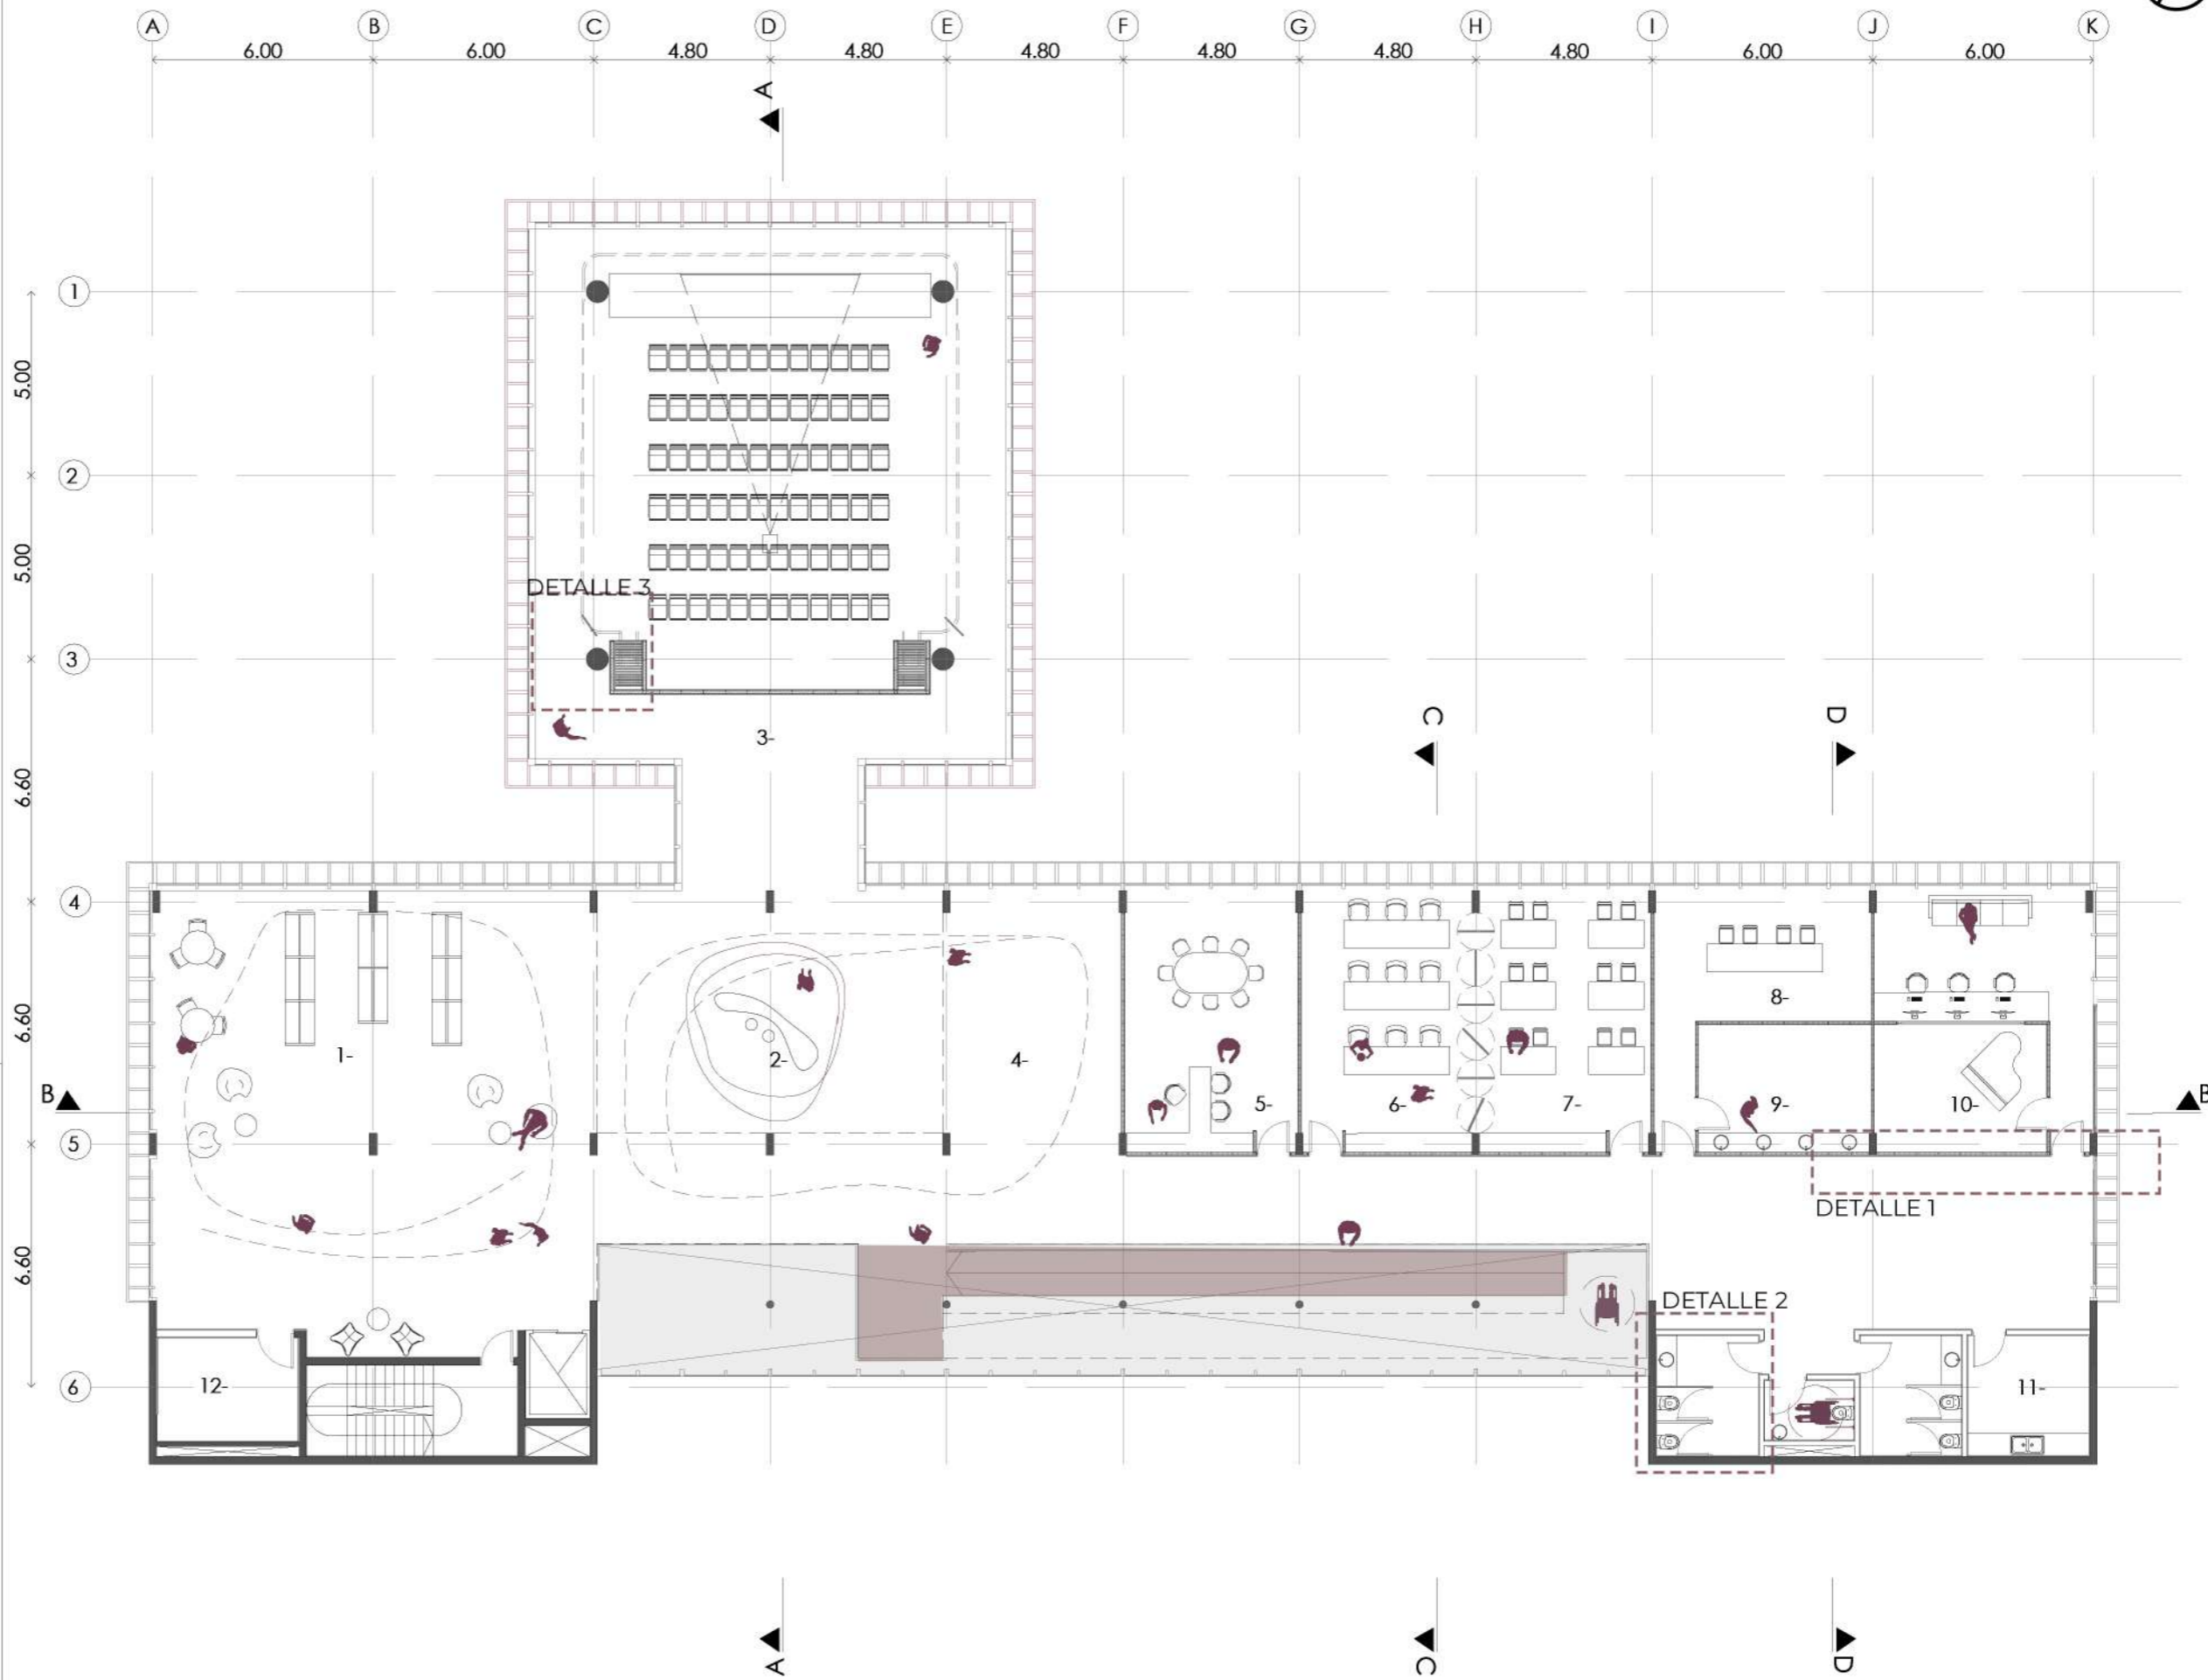 A B C D E F G H I J K
6.00 6.00 4.80 4.80 4.80 4.80 4.80 4.80 6.00 6.00
A
1
5.00
2
5.00
DETALLE 3
3
3-
C D
6.60
4
8-
6.60
1- 2- 4-
B B
5- 6- 7- 9- 10-
5
DETALLE 1
6.60
DETALLE 2
6
12- 11-
A C D